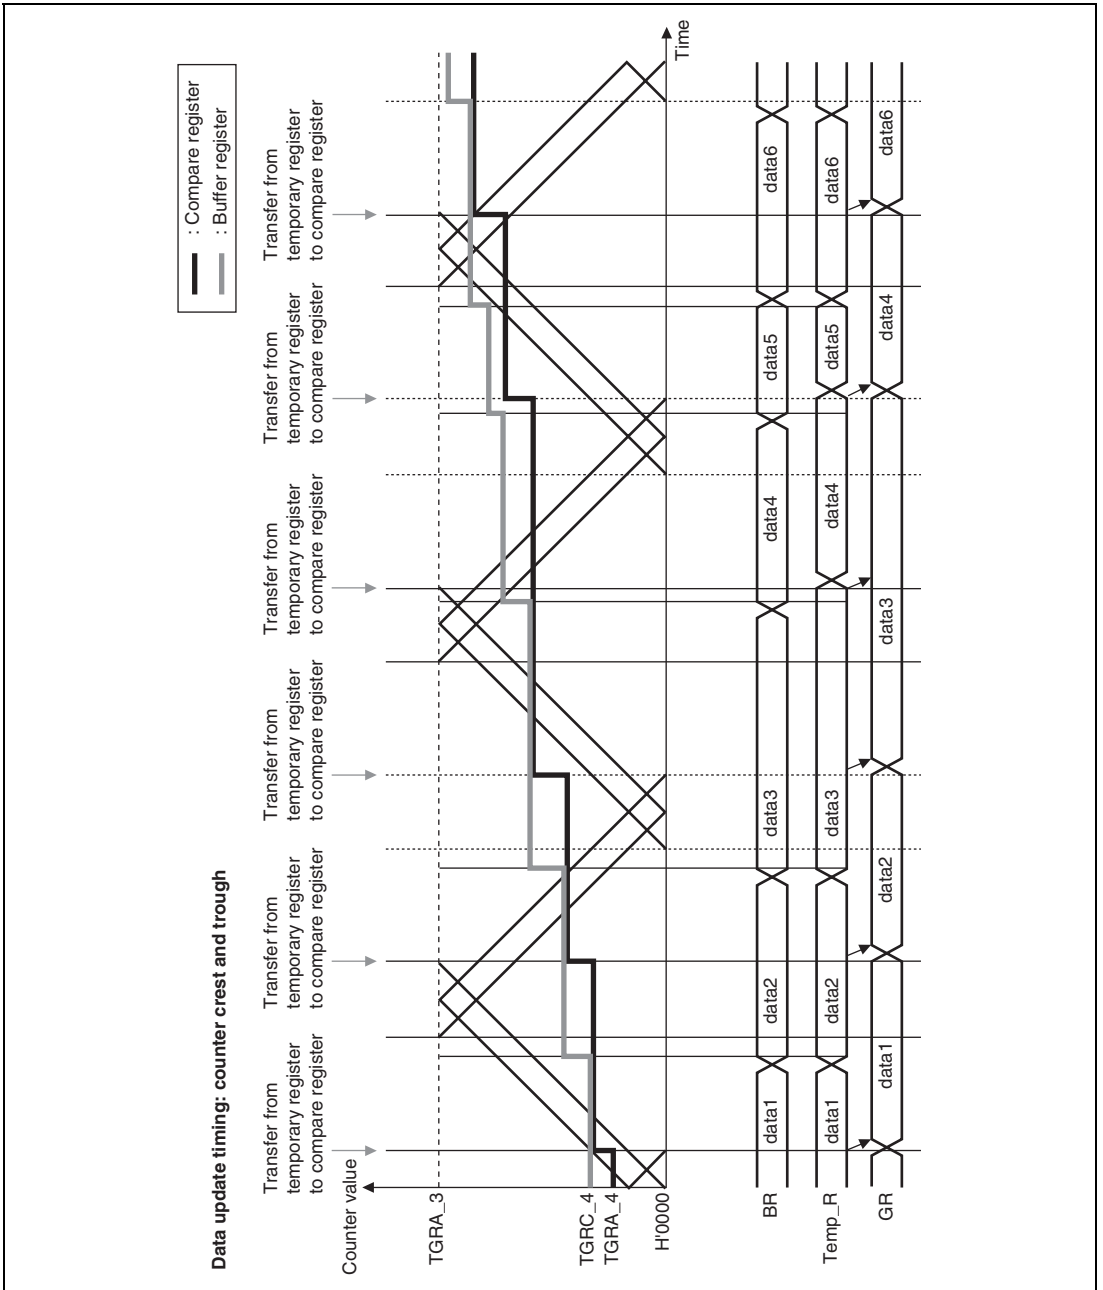 Data update timing: counter crest and trough
: Compare register
: Buffer register
Transfer from
temporary register
to compare register
Transfer from
temporary register
to compare register
Transfer from
temporary register
to compare register
Transfer from
temporary register
to compare register
Transfer from
temporary register
to compare register
Transfer from
temporary register
to compare register
Counter value
TGRA_3
TGRC_4
TGRA_4
H'0000
Time
BR
data1
data2
data3
data4
data5
data6
Temp_R
data1
data2
data3
data4
data5
data6
GR
data1
data2
data3
data4
data6